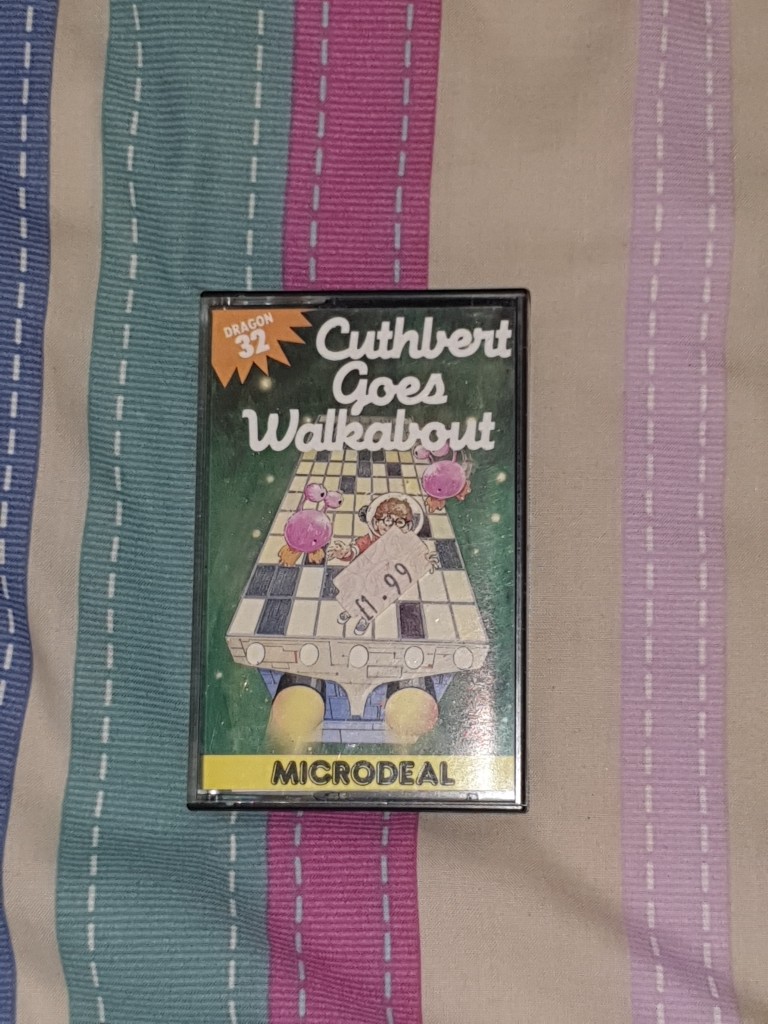 DRAGON
32
Cuthbert
Goes
Walkabout
£1.99
MICRODEAL